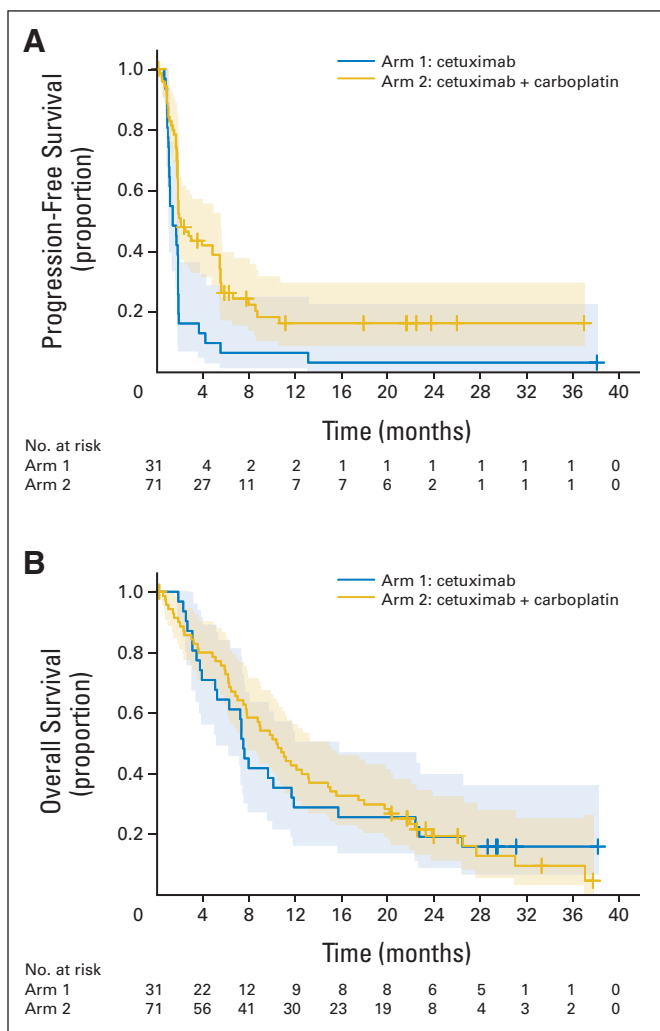 A
Arm 1: cetuximab
Arm 2: cetuximab + carboplatin
Progression-Free Survival
(proportion)
1.0
0.8
0.6
0.4
0.2
0 4 8 12 16 20 24 28 32 36 40
Time (months)
No. at risk
Arm 1 31 4 2 2 1 1 1 1 1 1 0
Arm 2 71 27 11 7 7 6 2 1 1 1 0
B
Arm 1: cetuximab
Arm 2: cetuximab + carboplatin
Overall Survival
(proportion)
1.0
0.8
0.6
0.4
0.2
0 4 8 12 16 20 24 28 32 36 40
Time (months)
No. at risk
Arm 1 31 22 12 9 8 8 6 5 1 1 0
Arm 2 71 56 41 30 23 19 8 4 3 2 0